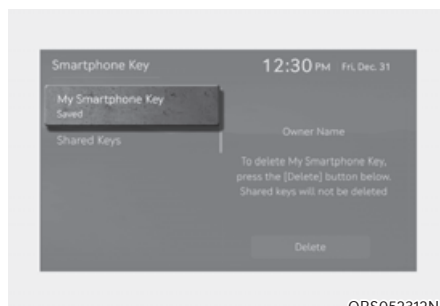 Smartphone Key
12:30 PM Fri, Dec. 31
My Smartphone Key
Saved
Shared Keys
Owner Name
To delete My Smartphone Key,
press the [Delete] button below.
Shared keys will not be deleted
Delete